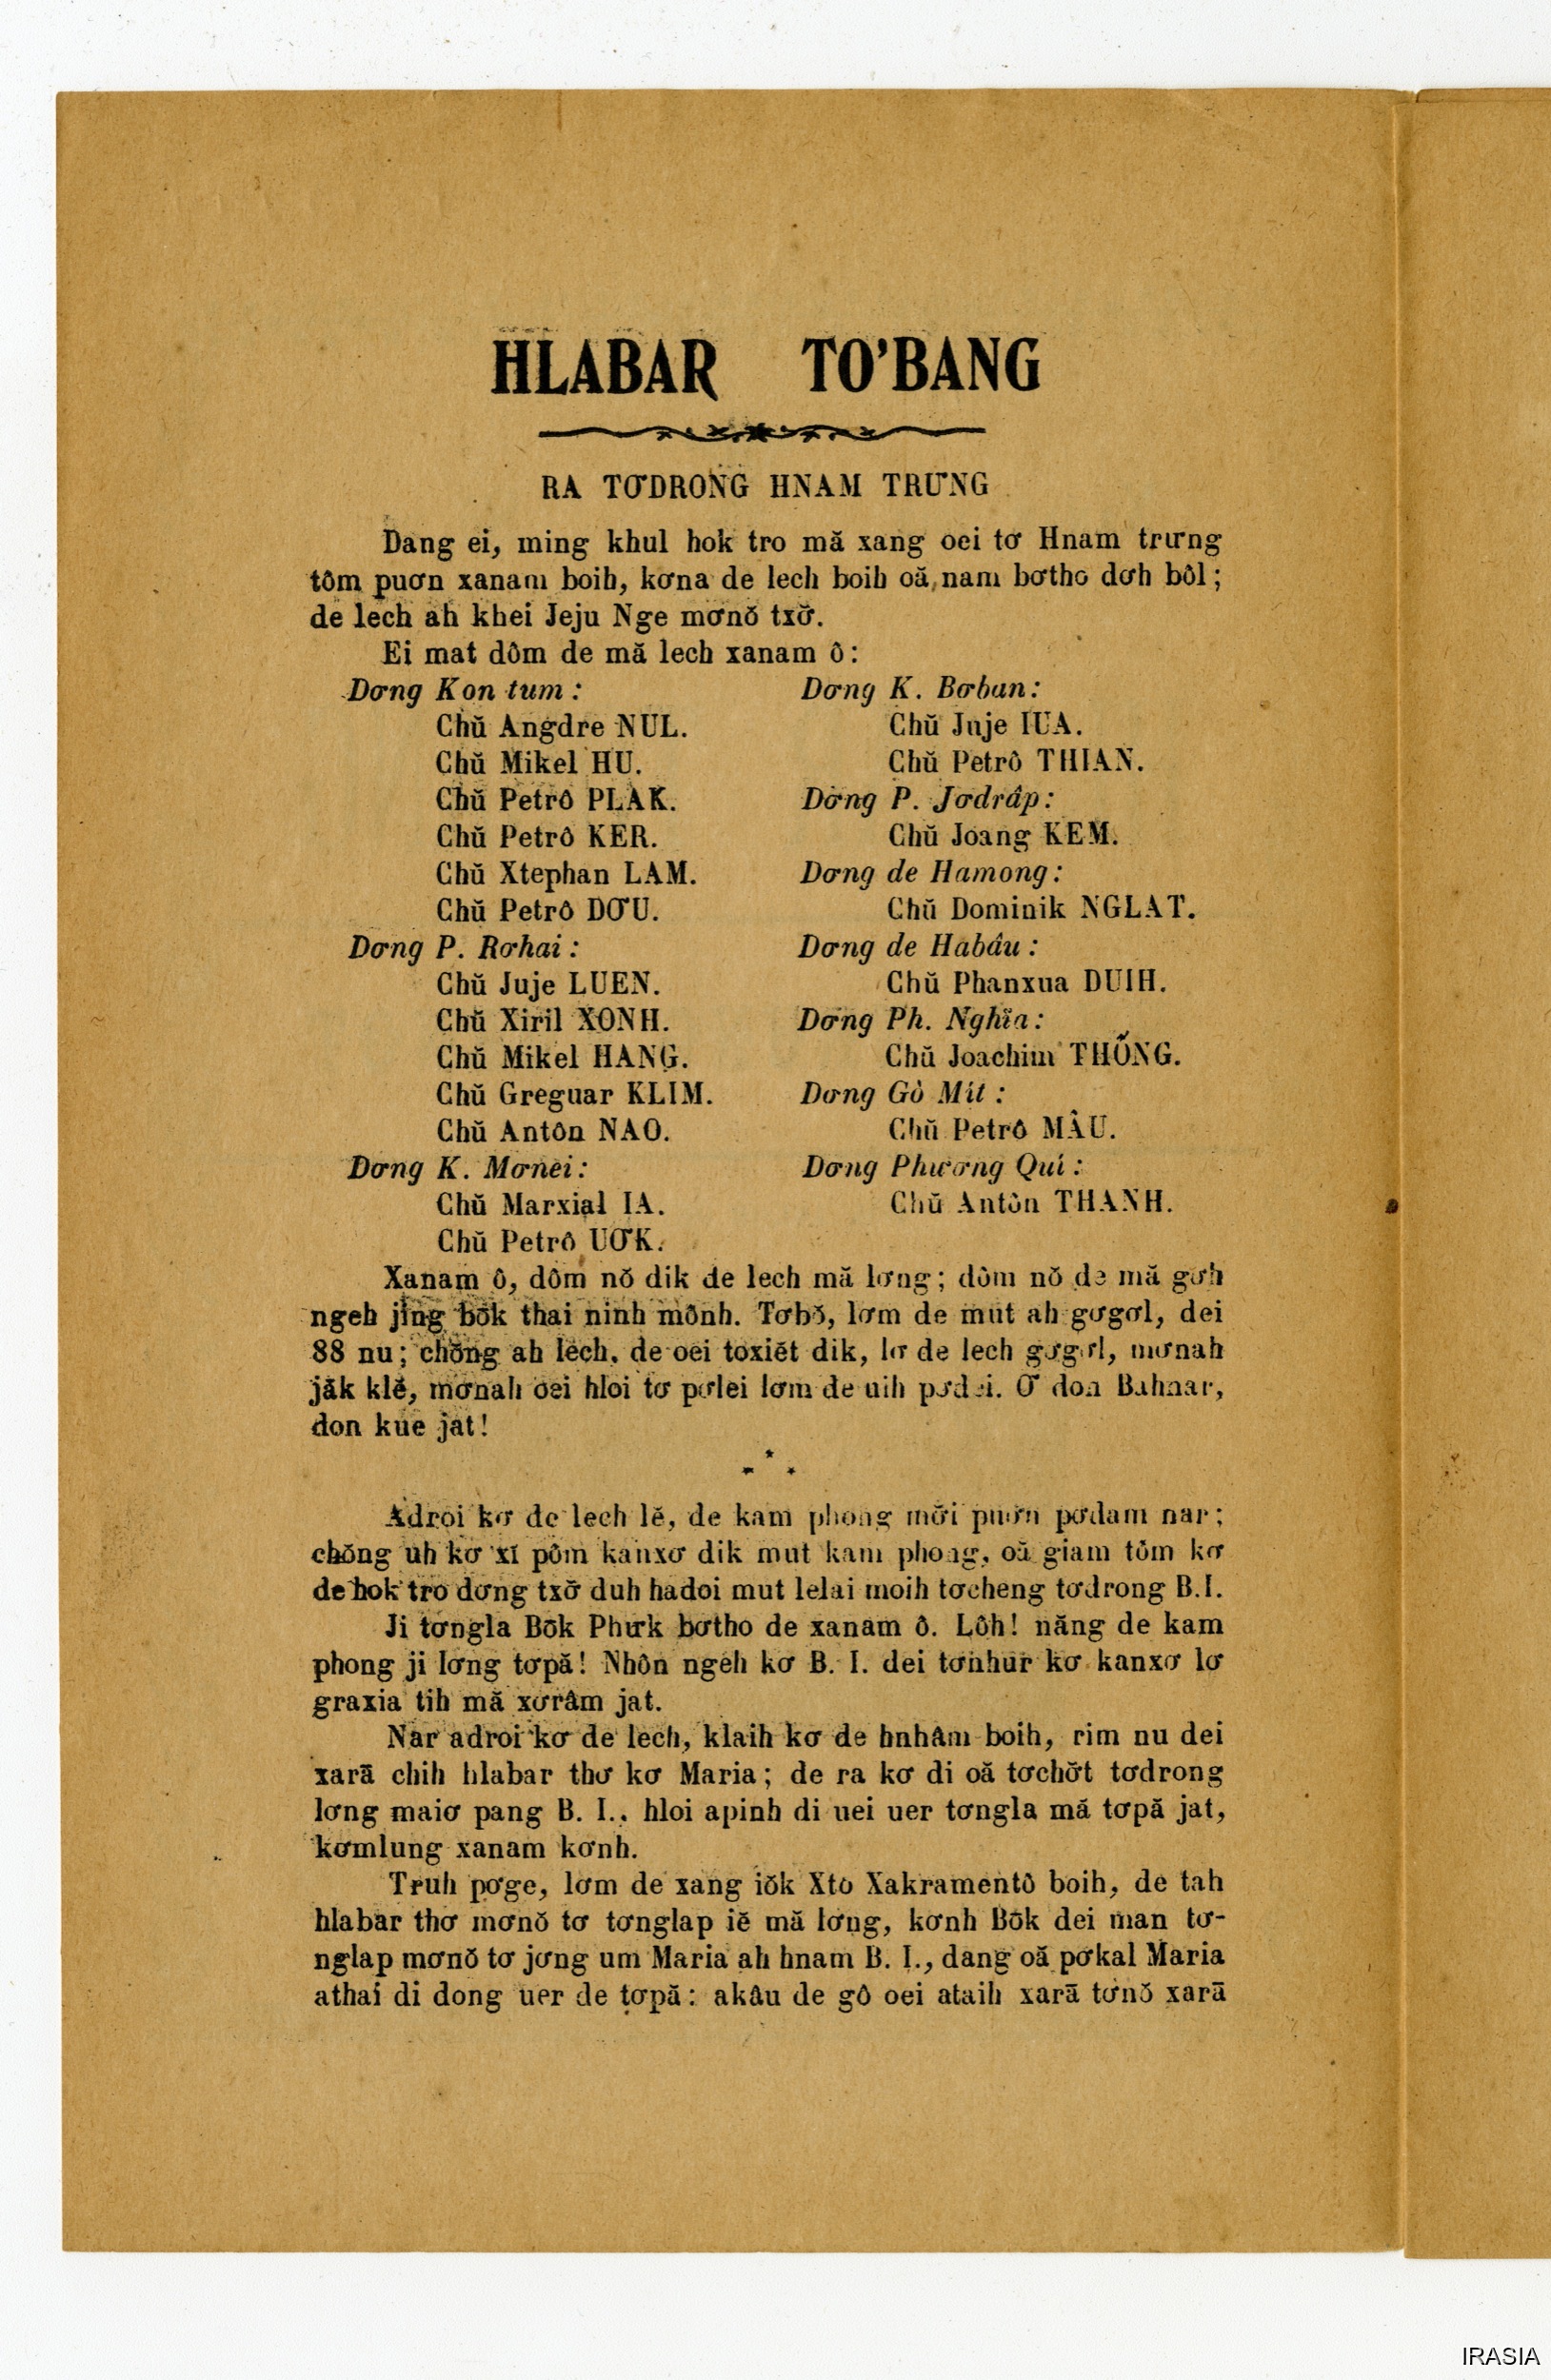 HLABAR TO'BANG
RA TƠDRONG HNAM TRƯNG
Dang ei, ming khul hok tro mă xang oei tơ Hnam trưng
tôm puơn xanam boih, kơna de lech boih oă nam bơtho dơh bôl;
de lech ah khei Jeju Nge mơnŏ txơ̆.
Ei mat dôm de mă lech xanam ô:
Dơng Kon tum:
Chŭ Angdre NUL.
Chŭ Mikel HU.
Chŭ Petrô PLAK.
Chŭ Petrô KER.
Chŭ Xtephan LAM.
Chŭ Petrô DƠU.
Dơng P. Rơhai:
Chŭ Juje LUEN.
Chŭ Xiril XONH.
Chŭ Mikel HANG.
Chŭ Greguar KLIM.
Chŭ Antôn NAO.
Dơng K. Mơnei:
Chŭ Marxial IA.
Chŭ Petrô UƠK.
Dơng K. Bơban:
Chŭ Juje IUA.
Chŭ Petrô THIAN.
Dơng P. Jơdrâp:
Chŭ Joang KEM.
Dơng de Hamong:
Chŭ Dominik NGLAT.
Dơng de Habâu:
Chŭ Phanxua DUIH.
Dơng Ph. Nghĩa:
Chŭ Joachim THỐNG.
Dơng Gò Mít:
Chŭ Petrô MÂU.
Dơng Phương Quí:
Chŭ Antôn THANH.
Xanam ô, dôm nŏ dik de lech mă lơng; dôm nŏ de mă gơh
ngeh jĭng bŏk thai ninh mônh. Tơbŏ, lơm de mut ah gơgơl, dei
88 nu; chŏng ah lech, de oei toxiĕt dik, lơ de lech gơgơl, mơnah
jăk klĕ, mơnah oei hloi tơ pơlei lơm de uih pơdei. Ơ don Bahnar,
don kue jat!
* * *
Adroi kơ de lech lĕ, de kam phong mơ̆i puơn pơdam nar;
chŏng uh kơ xĭ pôm kanxơ dik mut kam phong, oă giam tôm kơ
de hok tro dơng txơ̆ duh hadoi mut lelai moih tơcheng tơdrong B.I.
Ji tơngla Bŏk Phưk bơtho de xanam ô. Lôh! năng de kam
phong ji lơng tơpă! Nhôn ngeh kơ B. I. dei tơnhur kơ kanxơ lơ
graxia tih mă xơrâm jat.
Nar adroi kơ de lech, klaih kơ de hnhâm boih, rim nu dei
xară chih hlabar thơ kơ Maria; de ra kơ di oă tơchơ̆t tơdrong
lơng maiơ pang B. I., hloi apinh di uei uer tơngla mă tơpă jat,
kơmlung xanam kơnh.
Truh pơge, lơm de xang iŏk Xto Xakramentô boih, de tah
hlabar thơ mơnŏ tơ tơnglap iĕ mă lơng, kơnh Bŏk dei man tơ-
nglap mơnŏ tơ jơng um Maria ah hnam B. I., dang oă pơkal Maria
athai di dong uer de tơpă: akâu de gô oei ataih xară tơnŏ xară
IRASIA